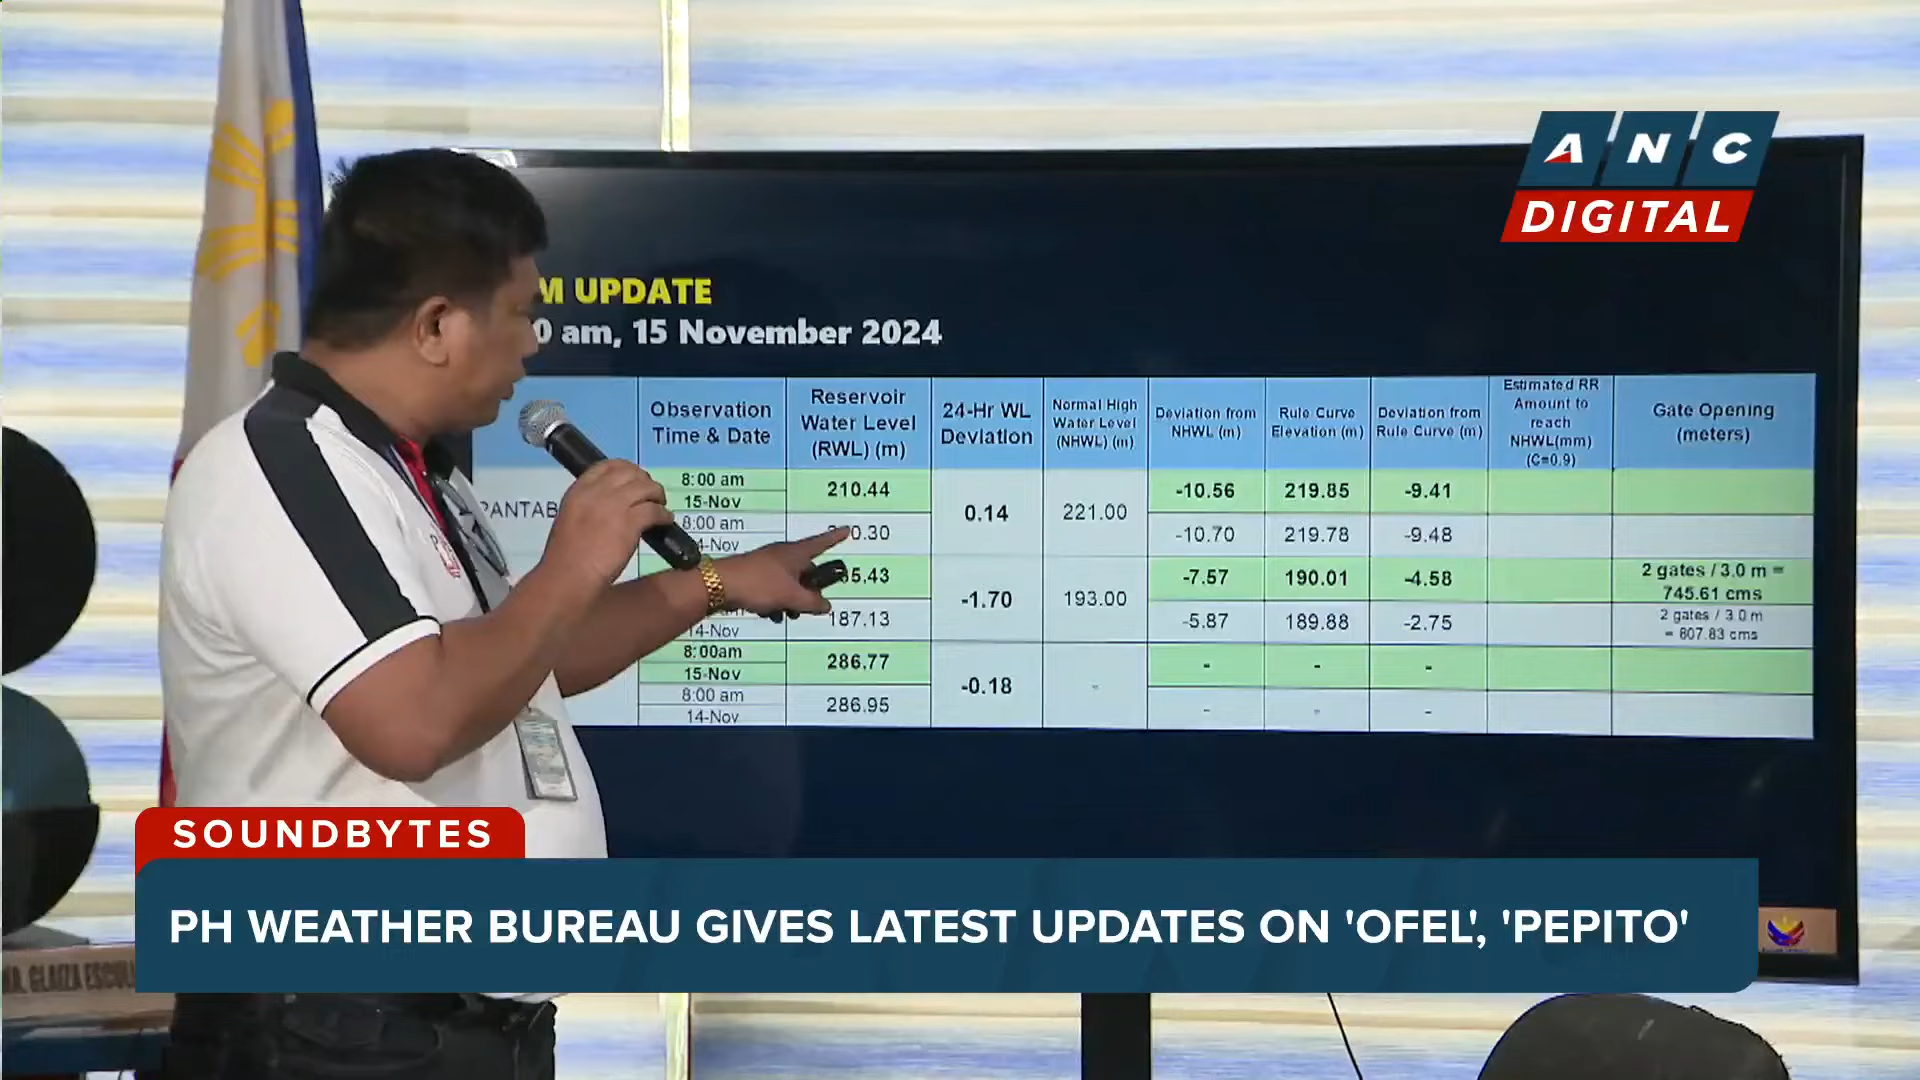 ANC
DIGITAL
M UPDATE
0 am, 15 November 2024
Observation Time & Date
Reservoir Water Level (RWL) (m)
24-Hr WL Deviation
Normal High Water Level (NHWL) (m)
Deviation from NHWL (m)
Rule Curve Elevation (m)
Deviation from Rule Curve (m)
Estimated RR Amount to reach NHWL(mm) (C=0.9)
Gate Opening (meters)
PANTAB
8:00 am
15-Nov
210.44
0.14
221.00
-10.56
219.85
-9.41
8:00 am
4-Nov
0.30
-10.70
219.78
-9.48
5.43
-1.70
193.00
-7.57
190.01
-4.58
2 gates / 3.0 m =
745.61 cms
14-Nov
187.13
-5.87
189.88
-2.75
2 gates / 3.0 m
= 807.83 cms
8:00am
15-Nov
286.77
-0.18
-
-
-
-
8:00 am
14-Nov
286.95
-
-
-
SOUNDBYTES
PH WEATHER BUREAU GIVES LATEST UPDATES ON 'OFEL', 'PEPITO'
GLAIZA ESCUL